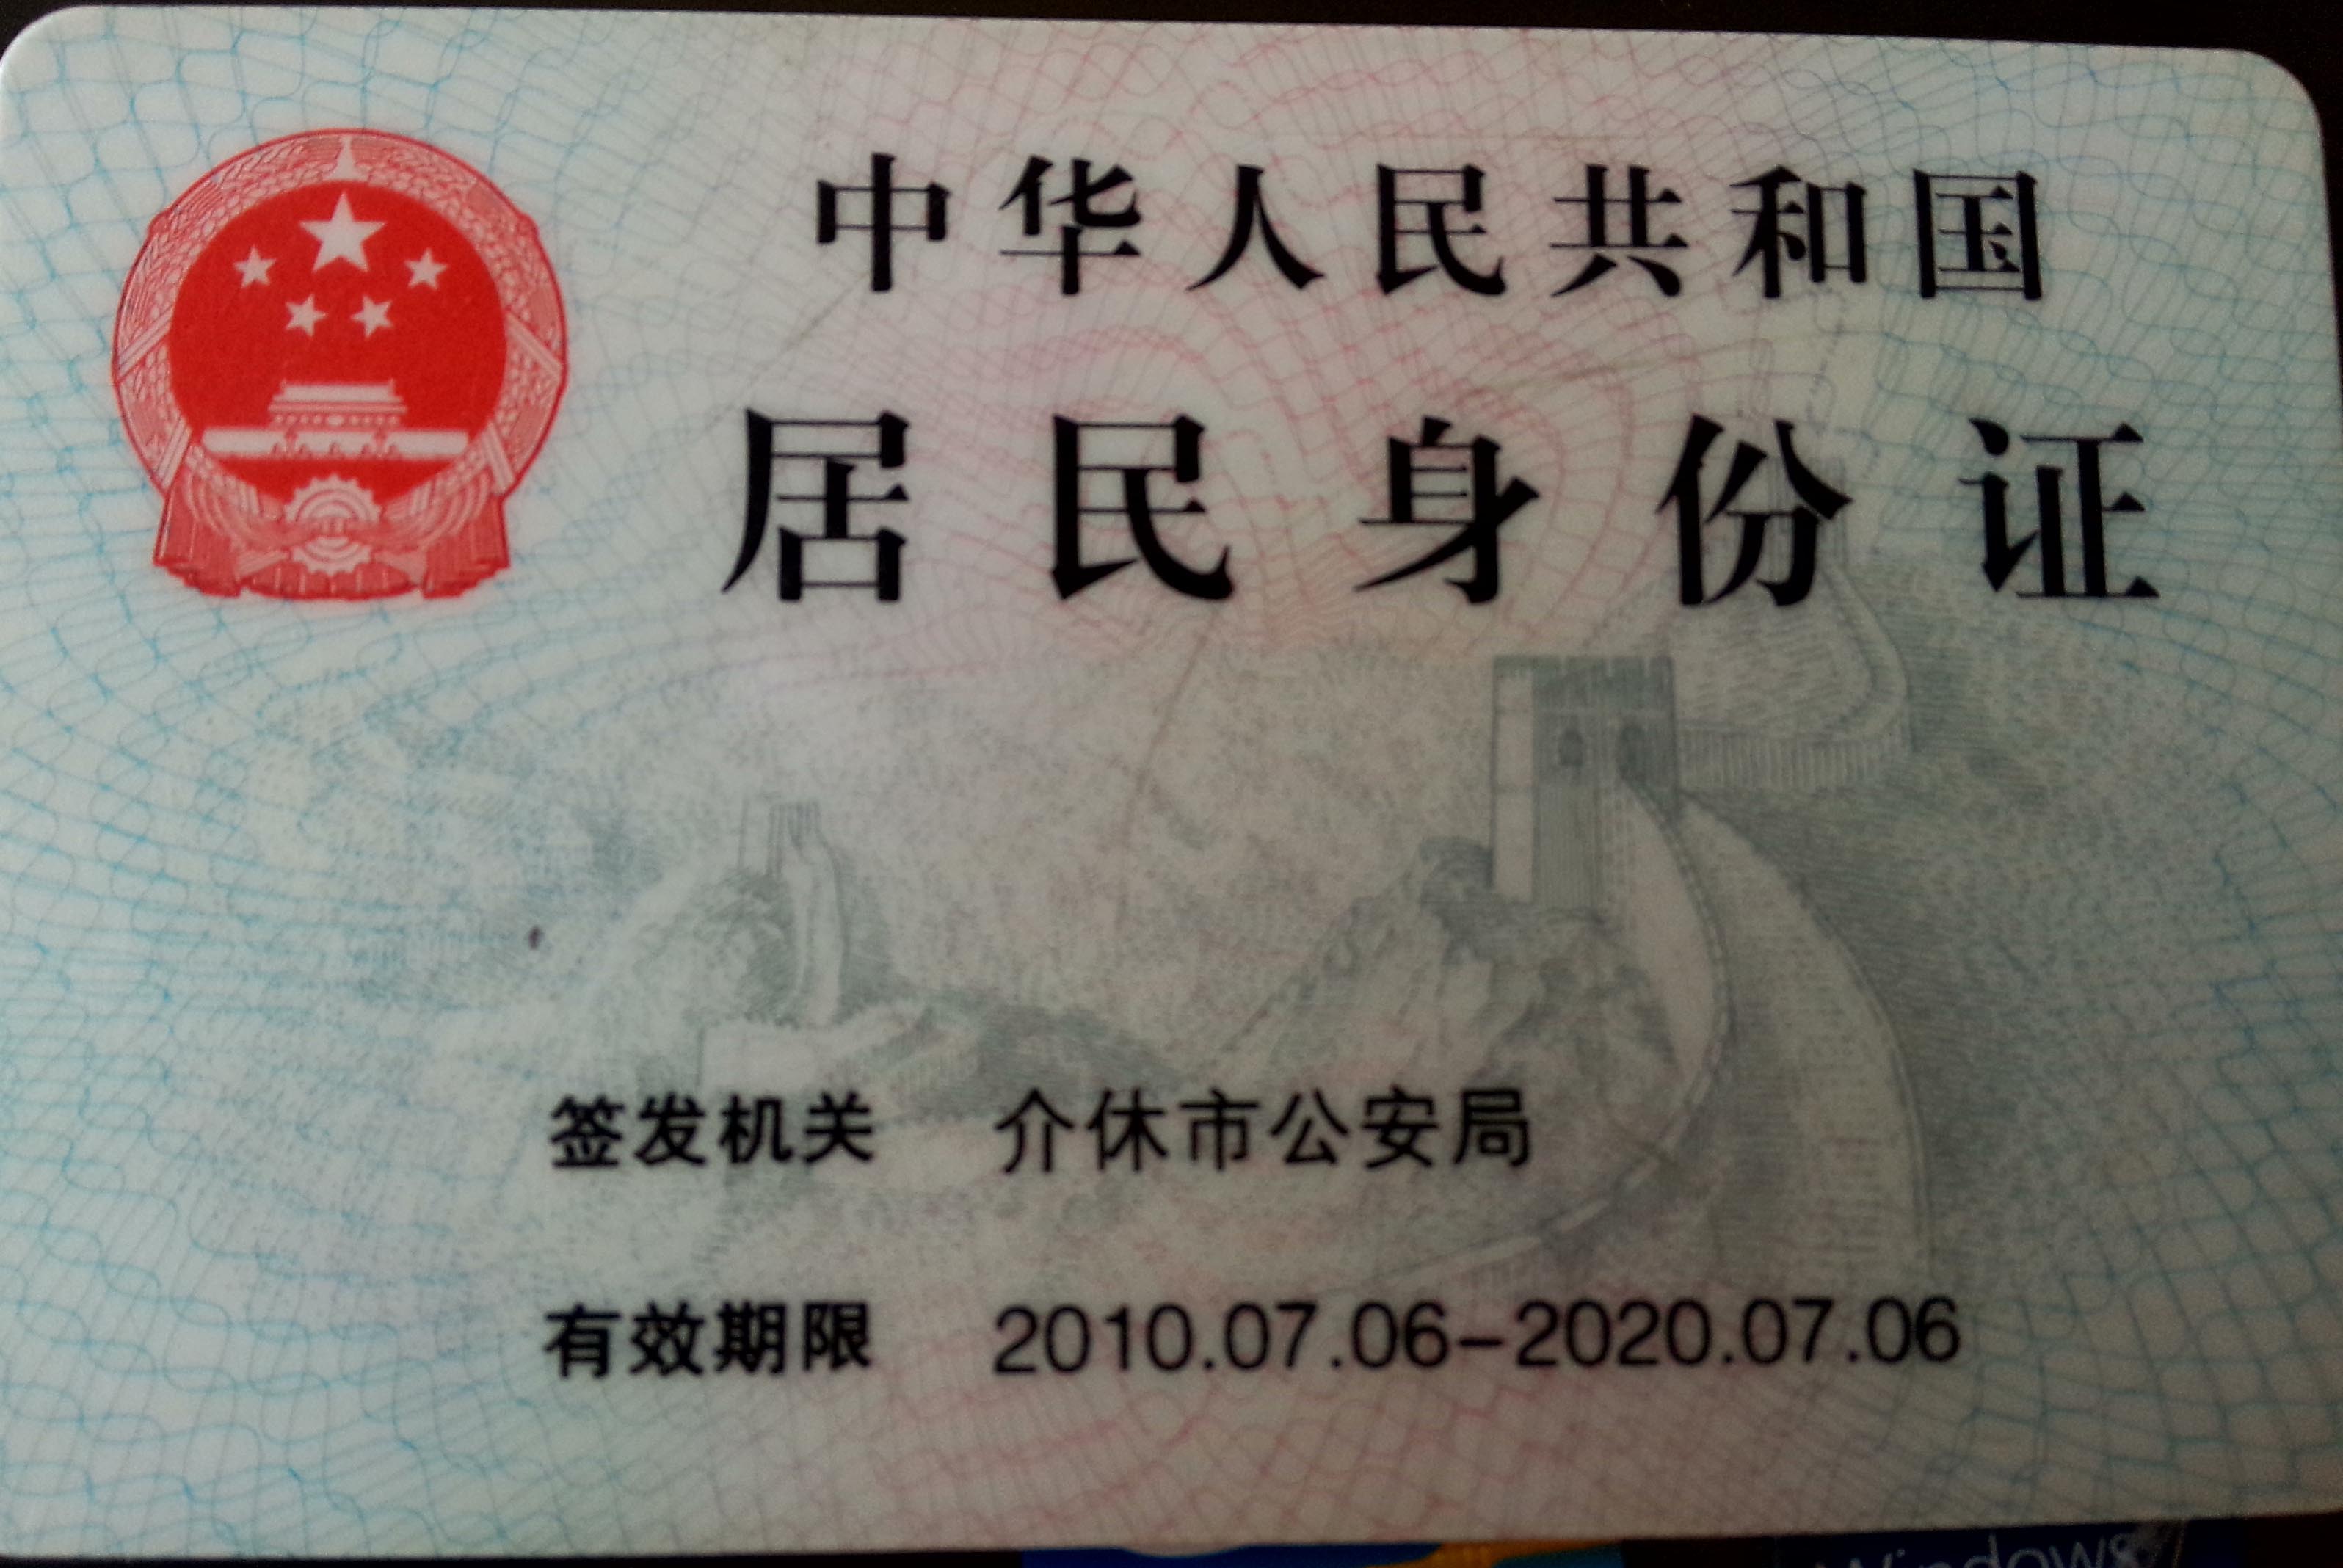 中华人民共和国
居民身份证
签发机关 介休市公安局
有效期限 2010.07.06-2020.07.06
Windows